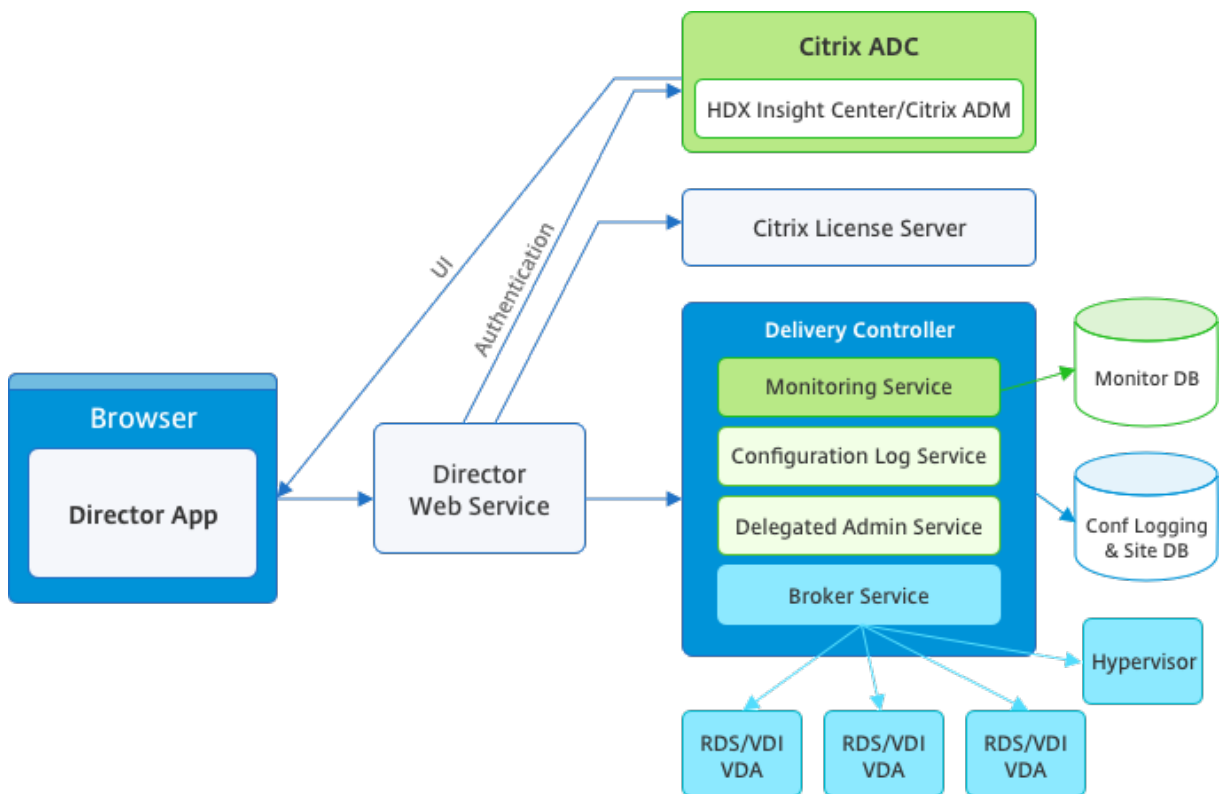 Citrix ADC
HDX Insight Center/Citrix ADM
Citrix License Server
UI
Authentication
Delivery Controller
Monitoring Service
Configuration Log Service
Delegated Admin Service
Broker Service
Monitor DB
Conf Logging
& Site DB
Browser
Director App
Director
Web Service
Hypervisor
RDS/VDI
VDA
RDS/VDI
VDA
RDS/VDI
VDA